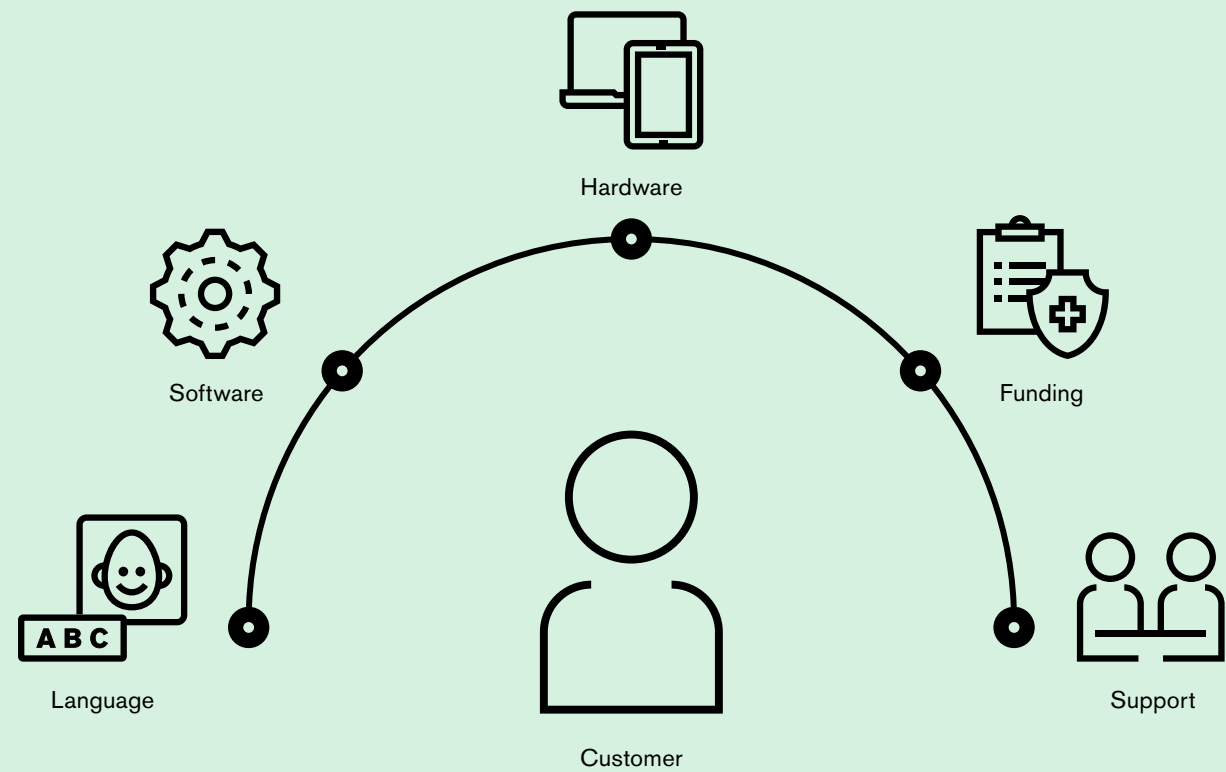 Hardware
Software
Funding
ABC
Language
Support
Customer